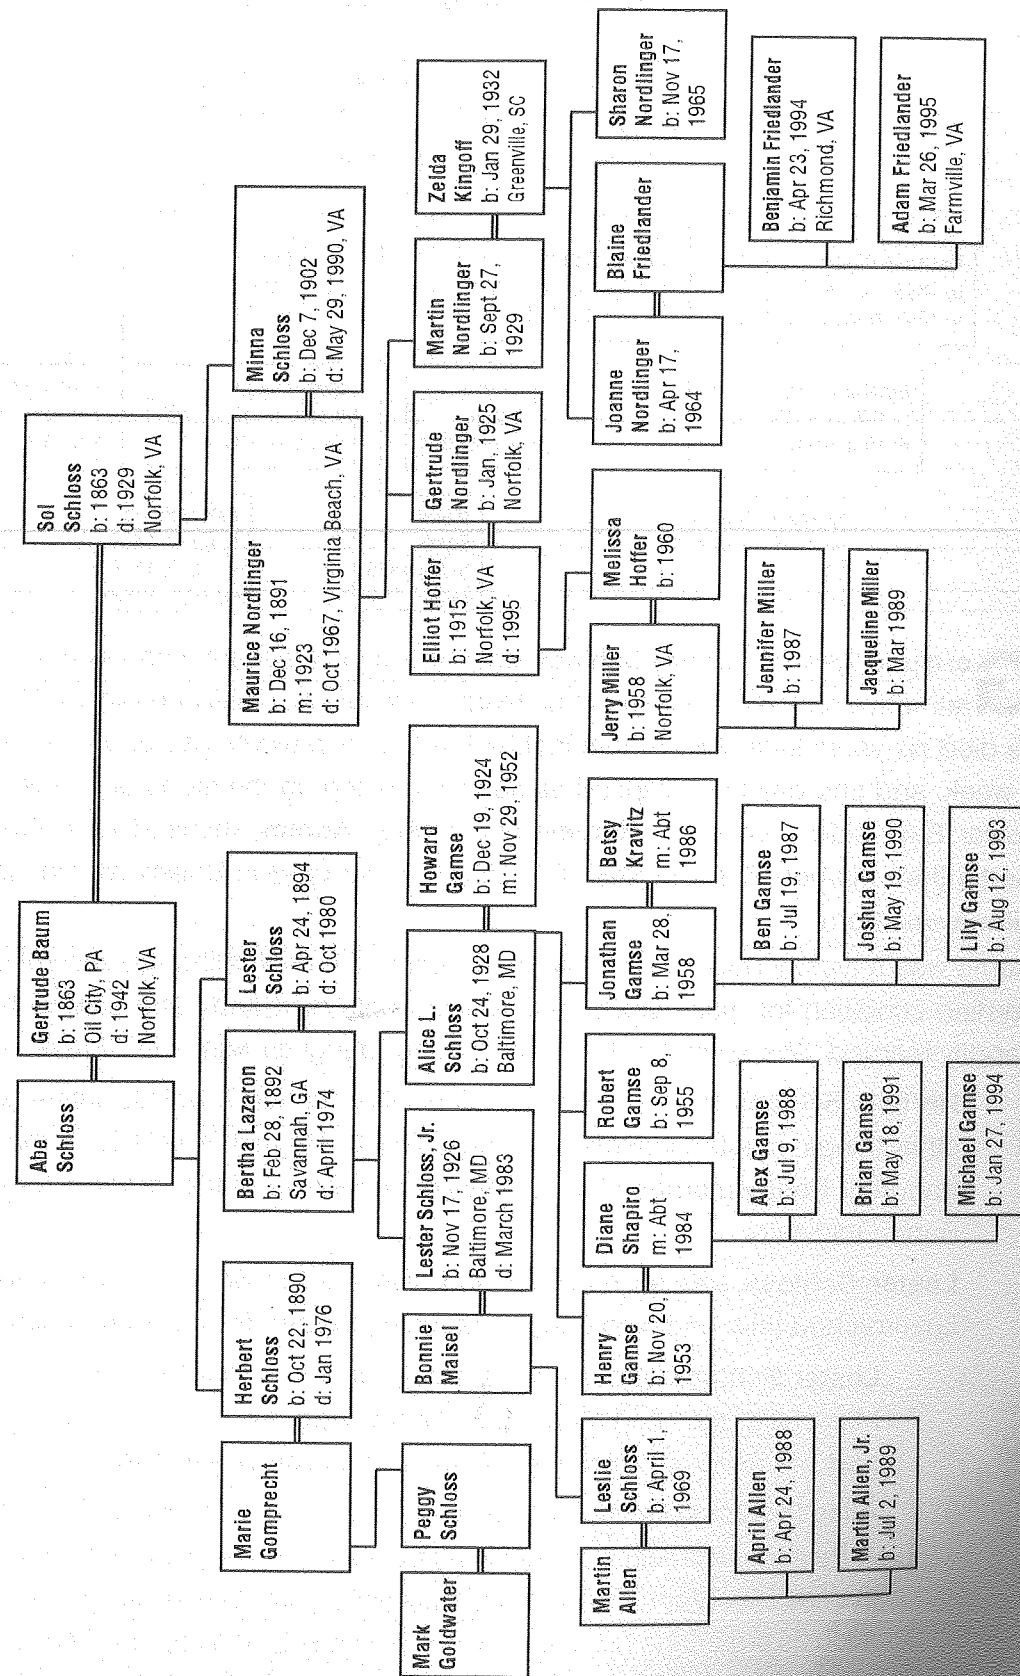 Abe
Schloss
Gertrude Baum
b: 1863
Oil City, PA
d: 1942
Norfolk, VA
Sol
Schloss
b: 1863
d: 1929
Norfolk, VA
Marie
Gomprecht
Herbert
Schloss
b: Oct 22, 1890
d: Jan 1976
Bertha Lazaron
b: Feb 28, 1892
Savannah, GA
d: April 1974
Lester
Schloss
b: Apr 24, 1894
d: Oct 1980
Maurice Nordlinger
b: Dec 16, 1891
m: 1923
d: Oct 1967, Virginia Beach, VA
Minna
Schloss
b: Dec 7, 1902
d: May 29, 1990, VA
Mark
Goldwater
Peggy
Schloss
Bonnie
Maisel
Lester Schloss, Jr.
b: Nov 17, 1926
Baltimore, MD
d: March 1983
Alice L.
Schloss
b: Oct 24, 1928
Baltimore, MD
Howard
Gamse
b: Dec 19, 1924
m: Nov 29, 1952
Elliot Hoffer
b: 1915
Norfolk, VA
d: 1995
Gertrude
Nordlinger
b: Jan, 1925
Norfolk, VA
Martin
Nordlinger
b: Sept 27,
1929
Zelda
Kingoff
b: Jan 29, 1932
Greenville, SC
Martin
Allen
Leslie
Schloss
b: April 1,
1969
Henry
Gamse
b: Nov 20,
1953
Diane
Shapiro
m: Abt
1984
Robert
Gamse
b: Sep 8,
1955
Jonathan
Gamse
b: Mar 28,
1958
Betsy
Kravitz
m: Abt
1986
Jerry Miller
b: 1958
Norfolk, VA
Melissa
Hoffer
b: 1960
Joanne
Nordlinger
b: Apr 17,
1964
Blaine
Friedlander
Sharon
Nordlinger
b: Nov 17,
1965
April Allen
b: Apr 24, 1988
Martin Allen, Jr.
b: Jul 2, 1989
Alex Gamse
b: Jul 9, 1988
Brian Gamse
b: May 18, 1991
Michael Gamse
b: Jan 27, 1994
Ben Gamse
b: Jul 19, 1987
Joshua Gamse
b: May 19, 1990
Lily Gamse
b: Aug 12, 1993
Jennifer Miller
b: 1987
Jacqueline Miller
b: Mar 1989
Benjamin Friedlander
b: Apr 23, 1994
Richmond, VA
Adam Friedlander
b: Mar 26, 1995
Farmville, VA